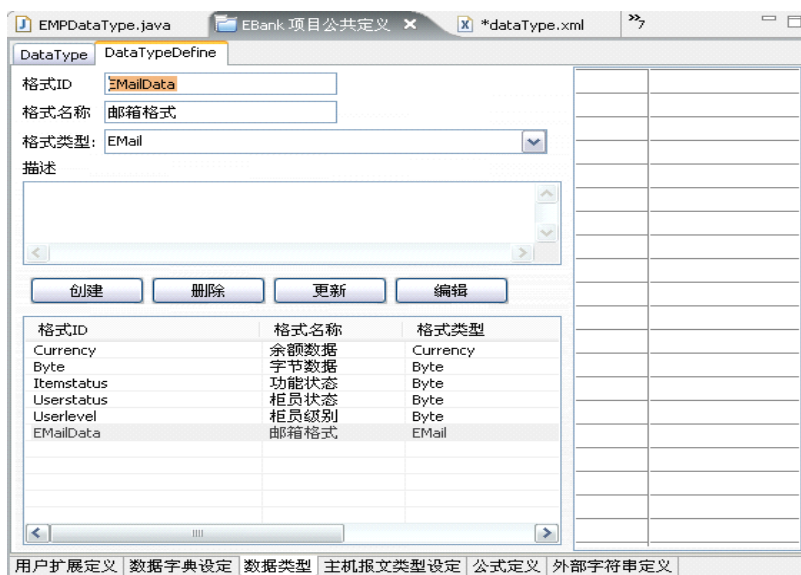 EMPDataType.java EBank 项目公共定义 *dataType.xml 7
DataType DataTypeDefine
格式ID EMailData
格式名称 邮箱格式
格式类型: EMail
描述
创建 删除 更新 编辑
格式ID 格式名称 格式类型
Currency 余额数据 Currency
Byte 字节数据 Byte
Itemstatus 功能状态 Byte
Userstatus 柜员状态 Byte
Userlevel 柜员级别 Byte
EMailData 邮箱格式 EMail
用户扩展定义 数据字典设定 数据类型 主机报文类型设定 公式定义 外部字符串定义